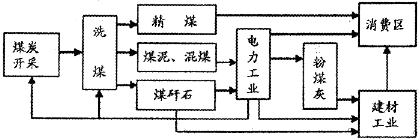 煤炭
开采
洗
煤
精 煤
煤泥、混煤
煤矸石
电
力
工
业
粉
煤
灰
消费区
建材
工业